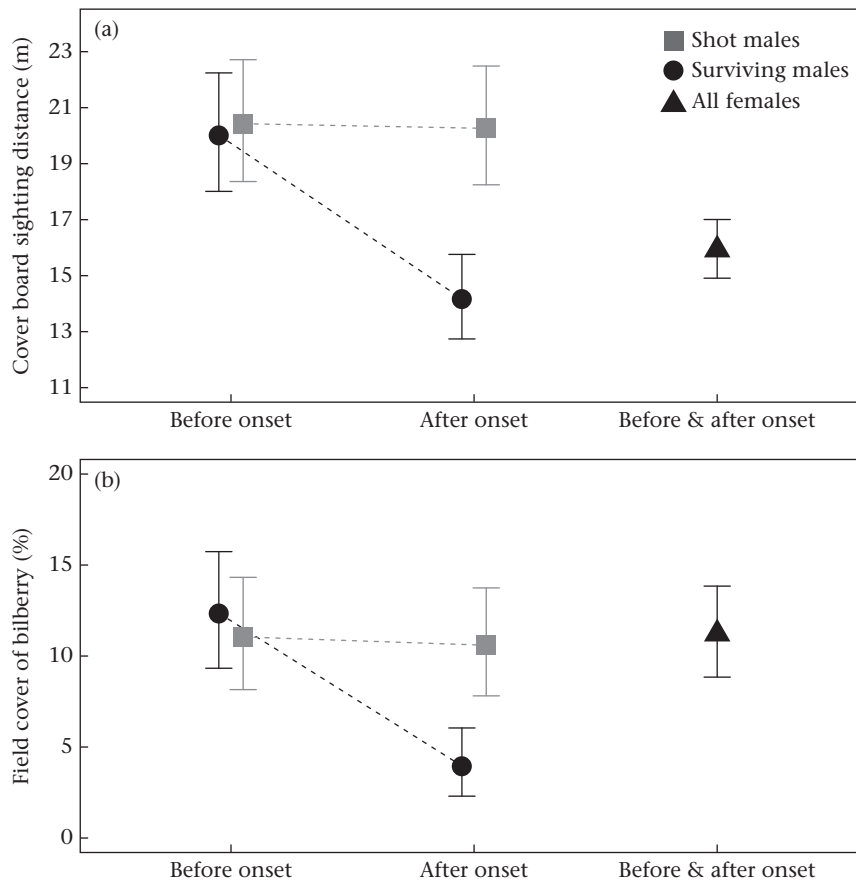 (a)
Shot males
Surviving males
All females
Cover board sighting distance (m)
23
21
19
17
15
13
11
Before onset After onset Before & after onset
(b)
Field cover of bilberry (%)
20
15
10
5
0
Before onset After onset Before & after onset